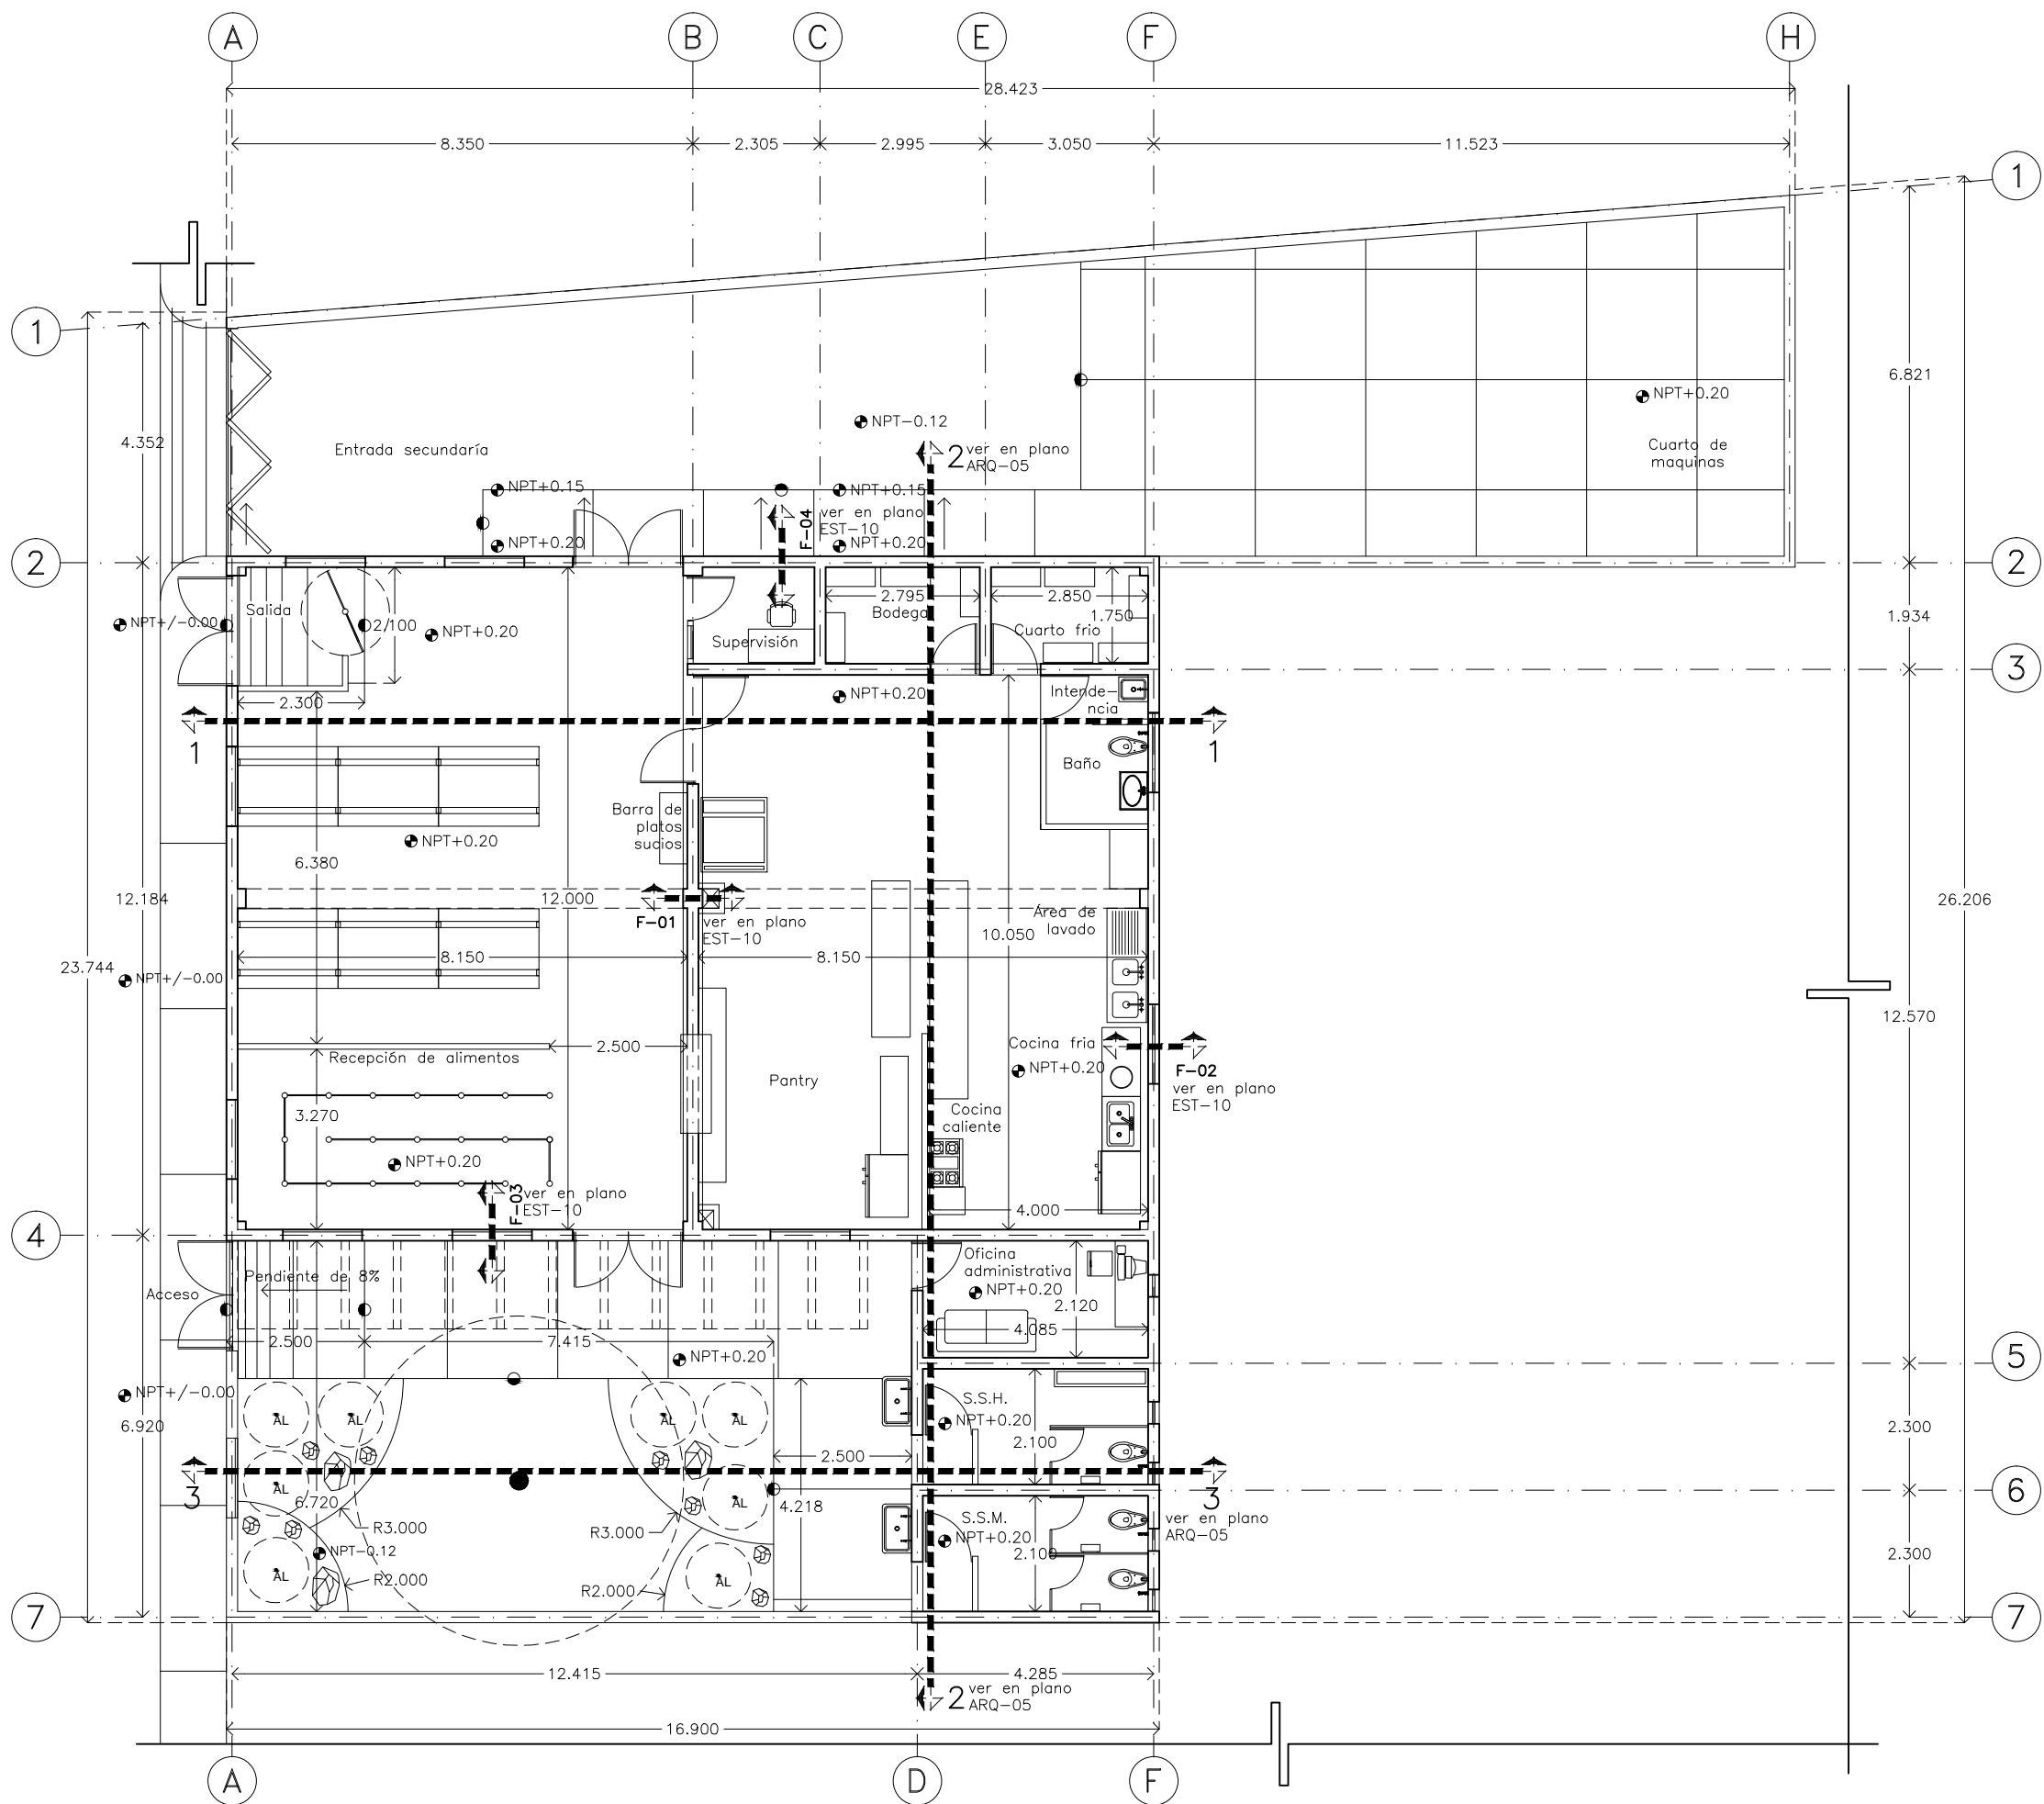 A
B
C
E
F
H
28.423
8.350
2.305
2.995
3.050
11.523
1
1
6.821
4.352
NPT+0.20
NPT-0.12
Cuarto de
maquinas
Entrada secundaría
2
ver en plano
ARQ-05
NPT+0.15
NPT+0.15
F-04
ver en plano
EST-10
NPT+0.20
NPT+0.20
2
2
Salida
NPT+/-0.00
2/100
NPT+0.20
Supervisión
2.795
Bodega
2.850
1.750
Cuarto frio
1.934
3
2.300
NPT+0.20
Intende-
ncia
1
1
Baño
Barra de
platos
sucios
NPT+0.20
6.380
12.184
12.000
F-01
ver en plano
EST-10
Área de
lavado
10.050
26.206
23.744
NPT+/-0.00
8.150
8.150
12.570
Recepción de alimentos
2.500
Cocina fria
NPT+0.20
F-02
ver en plano
EST-10
Pantry
3.270
Cocina
caliente
NPT+0.20
F-03
ver en plano
EST-10
4.000
4
Pendiente de 8%
Acceso
Oficina
administrativa
NPT+0.20
2.120
4.085
2.500
7.415
NPT+0.20
5
NPT+/-0.00
6.920
AL
AL
AL
AL
S.S.H.
NPT+0.20
2.100
2.300
2.500
3
3
AL
AL
6.720
4.218
6
R3.000
R3.000
S.S.M.
NPT+0.20
2.100
ver en plano
ARQ-05
NPT-0.12
AL
R2.000
AL
R2.000
2.300
7
7
12.415
4.285
2
ver en plano
ARQ-05
16.900
A
D
F